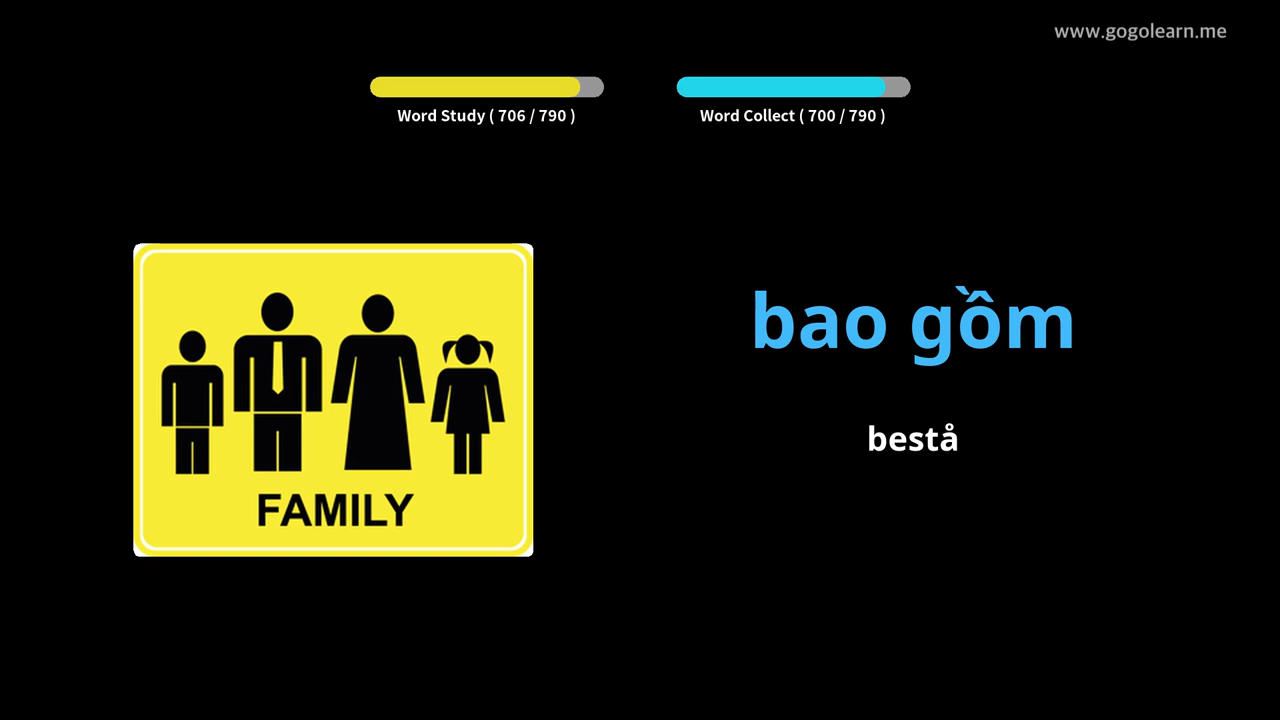 www.gogolearn.me
Word Study ( 706 / 790 )
Word Collect ( 700 / 790 )
bao gồm
bestå
FAMILY